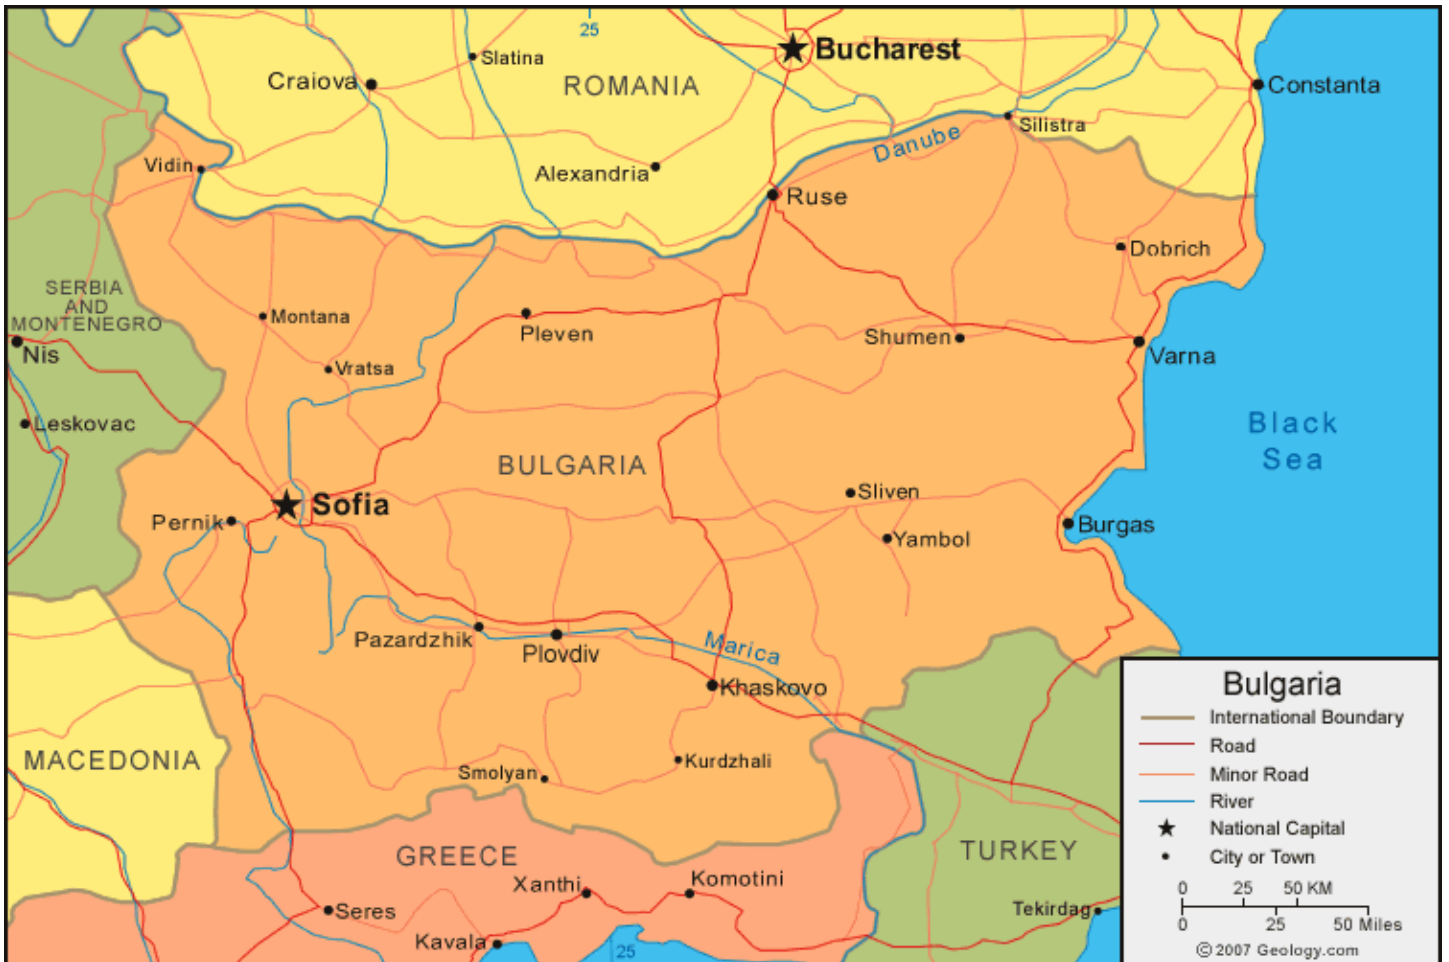 25
Bucharest
Slatina
Craiova
ROMANIA
Constanta
Silistra
Danube
Vidin
Alexandria
Ruse
Dobrich
SERBIA
AND
MONTENEGRO
Montana
Pleven
Shumen
Nis
Vratsa
Varna
Leskovac
Black
Sea
BULGARIA
Sofia
Sliven
Pernik
Burgas
Yambol
Pazardzhik
Plovdiv
Marica
Khaskovo
MACEDONIA
Smolyan
Kurdzhali
GREECE
TURKEY
Xanthi
Komotini
Seres
Tekirdag
Kavala
25
Bulgaria
International Boundary
Road
Minor Road
River
National Capital
City or Town
0 25 50 KM
0 25 50 Miles
© 2007 Geology.com